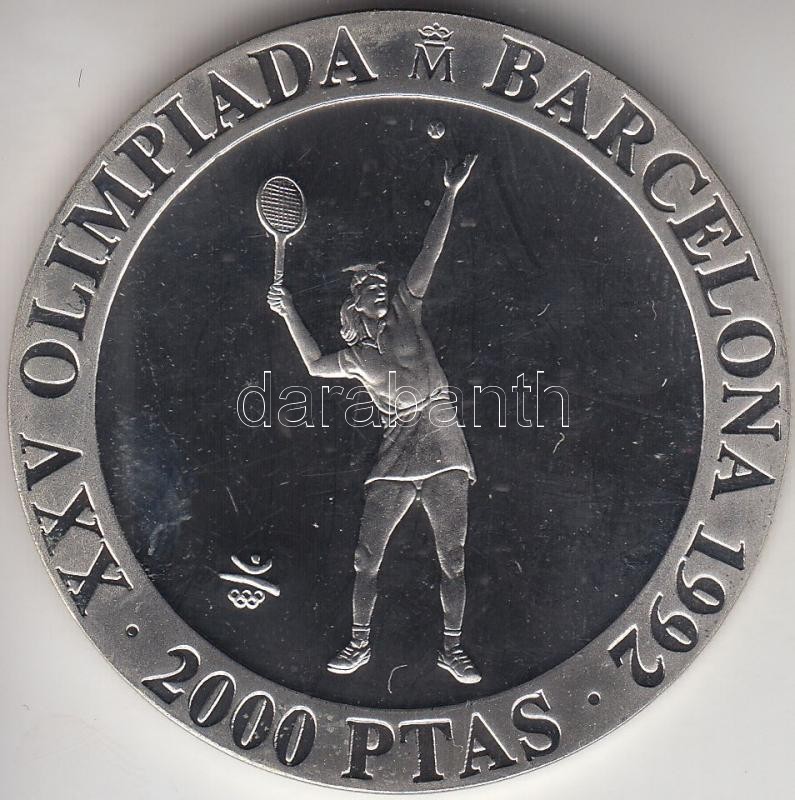 XXV OLIMPIADA M BARCELONA 1992
· 2000 PTAS ·
darabanth